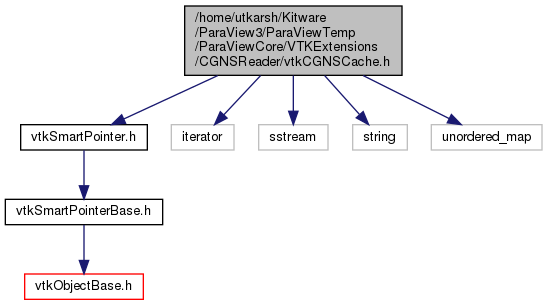 /home/utkarsh/Kitware
/ParaView3/ParaViewTemp
/ParaViewCore/VTKExtensions
/CGNSReader/vtkCGNSCache.h
vtkSmartPointer.h
iterator
sstream
string
unordered_map
vtkSmartPointerBase.h
vtkObjectBase.h